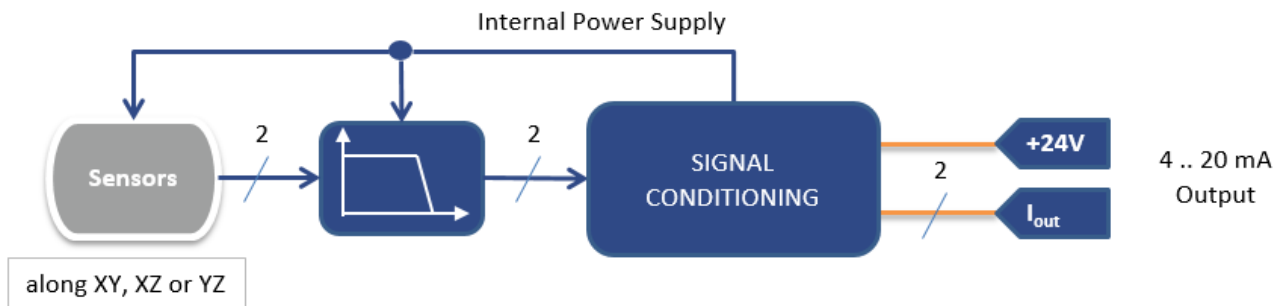 Internal Power Supply
2
2
Sensors
SIGNAL
CONDITIONING
+24V
2
Iout
4 .. 20 mA
Output
along XY, XZ or YZ